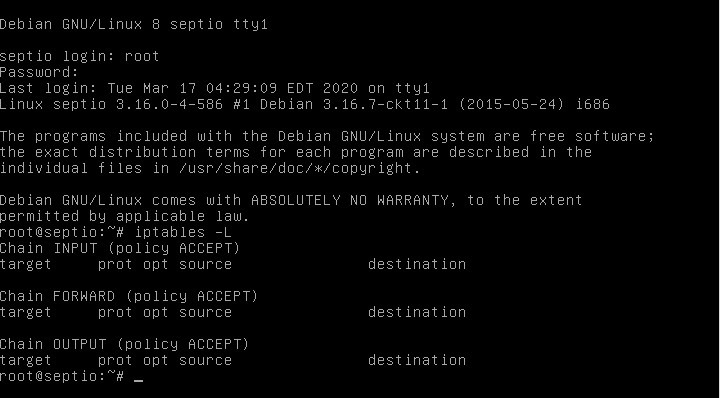 Debian GNU/Linux 8 septio tty1
septio login: root
Password:
Last login: Tue Mar 17 04:29:09 EDT 2020 on tty1
Linux septio 3.16.0-4-586 #1 Debian 3.16.7-ckt11-1 (2015-05-24) i686
The programs included with the Debian GNU/Linux system are free software;
the exact distribution terms for each program are described in the
individual files in /usr/share/doc/*/copyright.
Debian GNU/Linux comes with ABSOLUTELY NO WARRANTY, to the extent
permitted by applicable law.
root@septio:~# iptables -L
Chain INPUT (policy ACCEPT)
target     prot opt source               destination
Chain FORWARD (policy ACCEPT)
target     prot opt source               destination
Chain OUTPUT (policy ACCEPT)
target     prot opt source               destination
root@septio:~# _